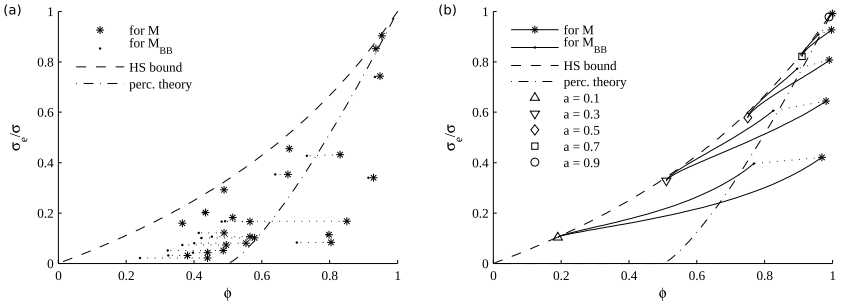 (a)
1
0.8
0.6
0.4
0.2
0
σe/σ
for M
for MBB
HS bound
perc. theory
0
0.2
0.4
0.6
0.8
1
ϕ
(b)
1
0.8
0.6
0.4
0.2
0
σe/σ
for M
for MBB
HS bound
perc. theory
a = 0.1
a = 0.3
a = 0.5
a = 0.7
a = 0.9
0
0.2
0.4
0.6
0.8
1
ϕ